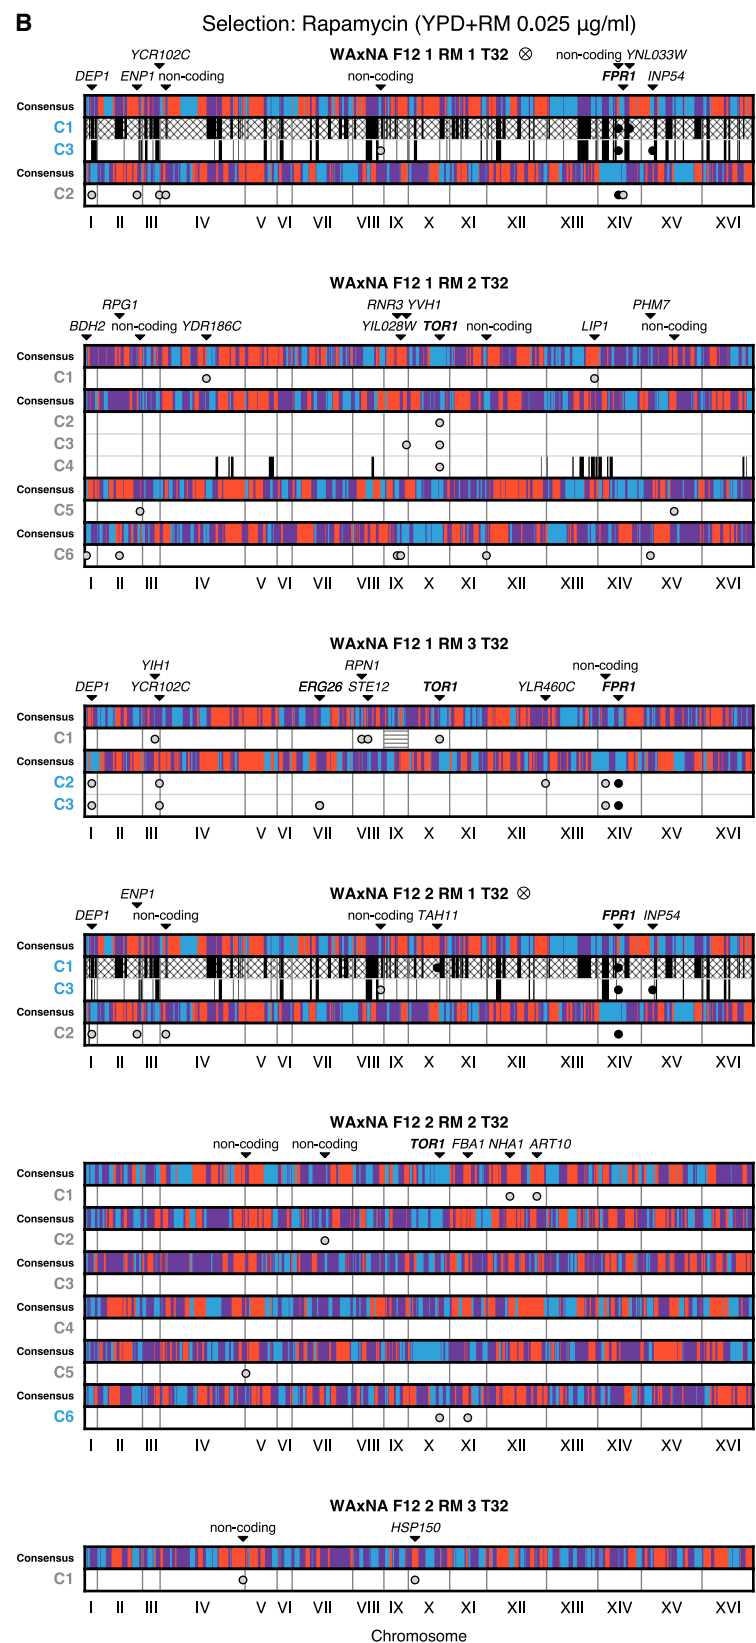 B
Selection: Rapamycin (YPD+RM 0.025 µg/ml)
WAxNA F12 1 RM 1 T32
YCR102C non-coding YNL033W
DEP1 ENP1 non-coding non-coding FPR1 INP54
Consensus
C1
C3
Consensus
C2
I II III IV V VI VII VIII IX X XI XII XIII XIV XV XVI
WAxNA F12 1 RM 2 T32
RPG1 RNR3 YVH1 PHM7
BDH2 non-coding YDR186C YIL028W TOR1 non-coding LIP1 non-coding
Consensus
C1
Consensus
C2
C3
C4
Consensus
C5
Consensus
C6
I II III IV V VI VII VIII IX X XI XII XIII XIV XV XVI
WAxNA F12 1 RM 3 T32
YIH1 RPN1 non-coding
DEP1 YCR102C ERG26 STE12 TOR1 YLR460C FPR1
Consensus
C1
Consensus
C2
C3
I II III IV V VI VII VIII IX X XI XII XIII XIV XV XVI
WAxNA F12 2 RM 1 T32
ENP1
DEP1 non-coding non-coding TAH11 FPR1 INP54
Consensus
C1
C3
Consensus
C2
I II III IV V VI VII VIII IX X XI XII XIII XIV XV XVI
WAxNA F12 2 RM 2 T32
non-coding non-coding TOR1 FBA1 NHA1 ART10
Consensus
C1
Consensus
C2
Consensus
C3
Consensus
C4
Consensus
C5
Consensus
C6
I II III IV V VI VII VIII IX X XI XII XIII XIV XV XVI
WAxNA F12 2 RM 3 T32
non-coding HSP150
Consensus
C1
I II III IV V VI VII VIII IX X XI XII XIII XIV XV XVI
Chromosome